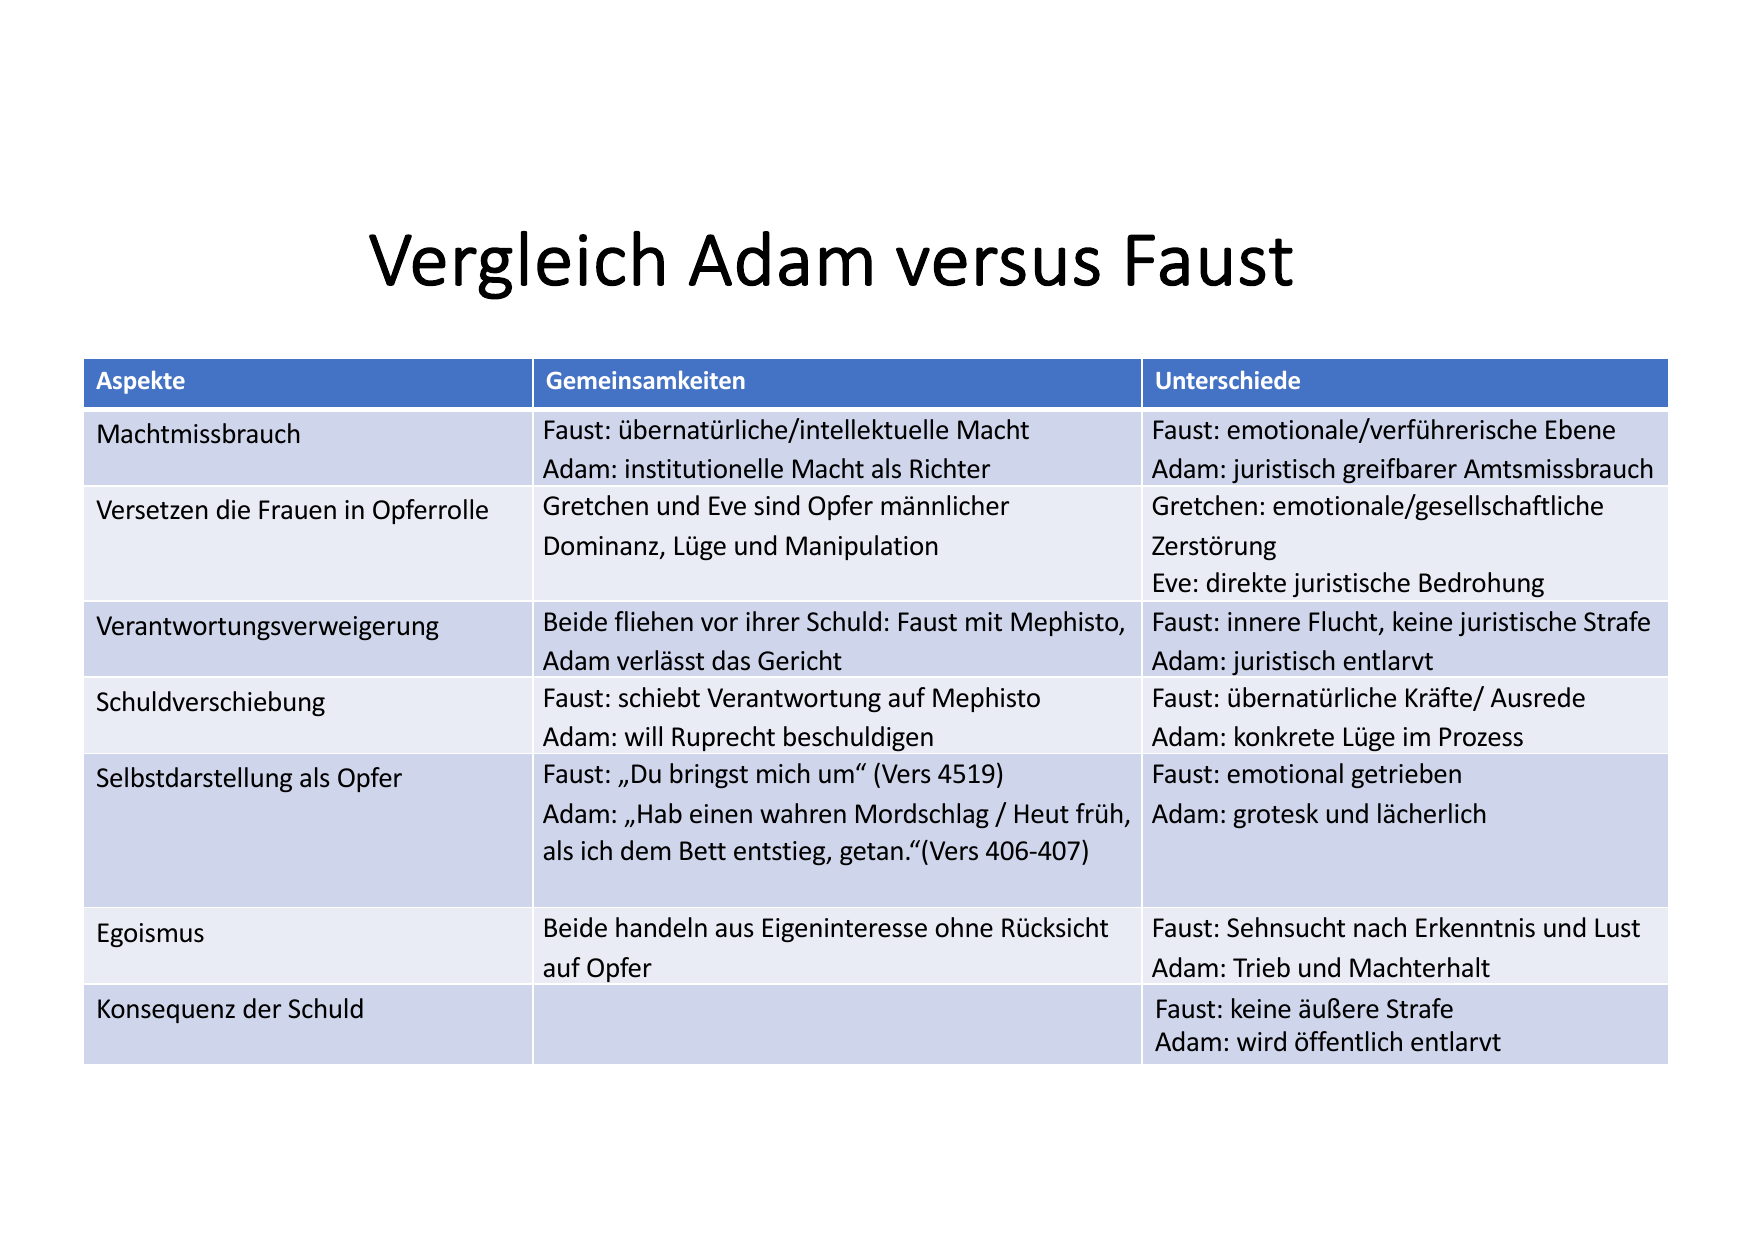 Vergleich Adam versus Faust
Aspekte
Gemeinsamkeiten
Unterschiede
Machtmissbrauch
Faust: übernatürliche/intellektuelle Macht
Adam: institutionelle Macht als Richter
Faust: emotionale/verführerische Ebene
Adam: juristisch greifbarer Amtsmissbrauch
Versetzen die Frauen in Opferrolle
Gretchen und Eve sind Opfer männlicher
Dominanz, Lüge und Manipulation
Gretchen: emotionale/gesellschaftliche
Zerstörung
Eve: direkte juristische Bedrohung
Verantwortungsverweigerung
Beide fliehen vor ihrer Schuld: Faust mit Mephisto,
Adam verlässt das Gericht
Faust: innere Flucht, keine juristische Strafe
Adam: juristisch entlarvt
Schuldverschiebung
Faust: schiebt Verantwortung auf Mephisto
Adam: will Ruprecht beschuldigen
Faust: übernatürliche Kräfte/ Ausrede
Adam: konkrete Lüge im Prozess
Selbstdarstellung als Opfer
Faust: „Du bringst mich um“ (Vers 4519)
Adam: „Hab einen wahren Mordschlag / Heut früh,
als ich dem Bett entstieg, getan.“(Vers 406-407)
Faust: emotional getrieben
Adam: grotesk und lächerlich
Egoismus
Beide handeln aus Eigeninteresse ohne Rücksicht
auf Opfer
Faust: Sehnsucht nach Erkenntnis und Lust
Adam: Trieb und Machterhalt
Konsequenz der Schuld
Faust: keine äußere Strafe
Adam: wird öffentlich entlarvt